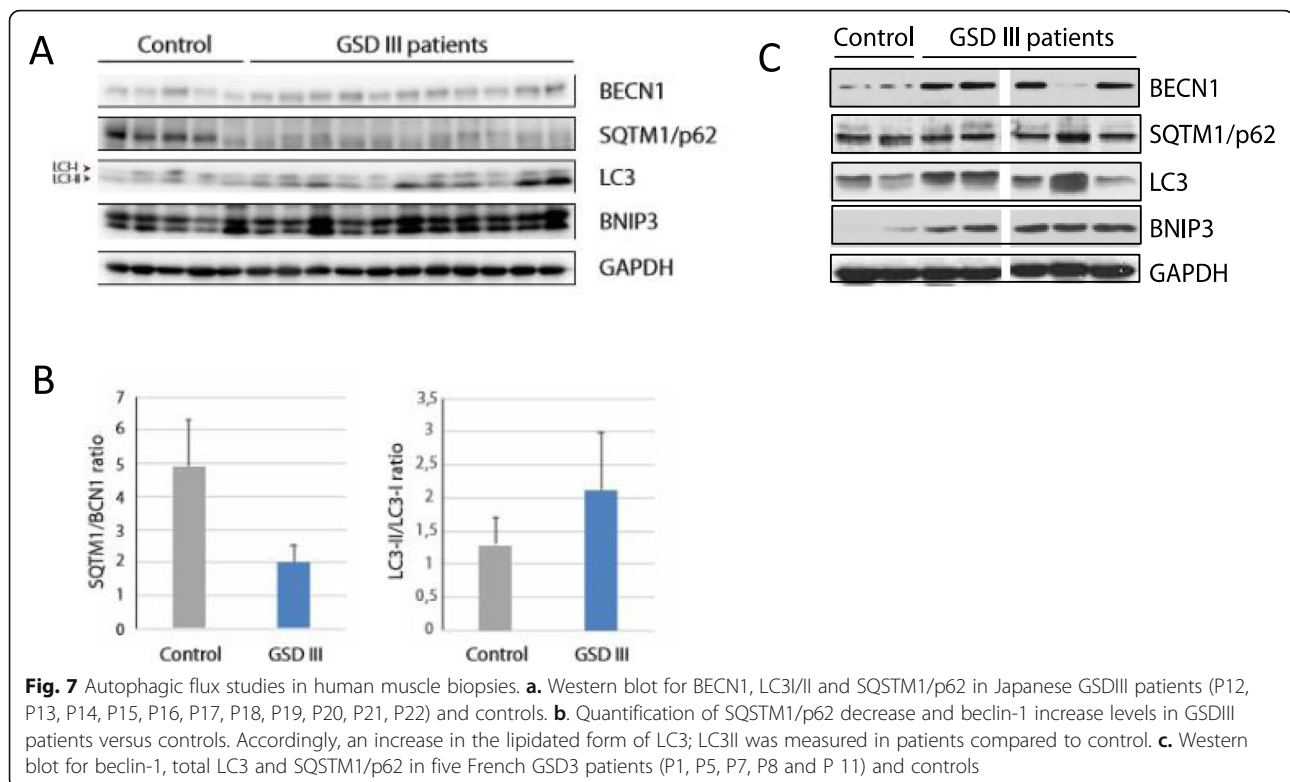 A
Control GSD III patients
BECN1
SQTM1/p62
LC3-I
LC3-II
LC3
BNIP3
GAPDH
C
Control GSD III patients
BECN1
SQTM1/p62
LC3
BNIP3
GAPDH
B
SQTM1/BCN1 ratio
7
6
5
4
3
2
1
0
Control GSD III
LC3-II/LC3-I ratio
3,5
3
2,5
2
1,5
1
0,5
0
Control GSD III
Fig. 7 Autophagic flux studies in human muscle biopsies. a. Western blot for BECN1, LC3I/II and SQSTM1/p62 in Japanese GSDIII patients (P12,
P13, P14, P15, P16, P17, P18, P19, P20, P21, P22) and controls. b. Quantification of SQSTM1/p62 decrease and beclin-1 increase levels in GSDIII
patients versus controls. Accordingly, an increase in the lipidated form of LC3; LC3II was measured in patients compared to control. c. Western
blot for beclin-1, total LC3 and SQSTM1/p62 in five French GSD3 patients (P1, P5, P7, P8 and P 11) and controls